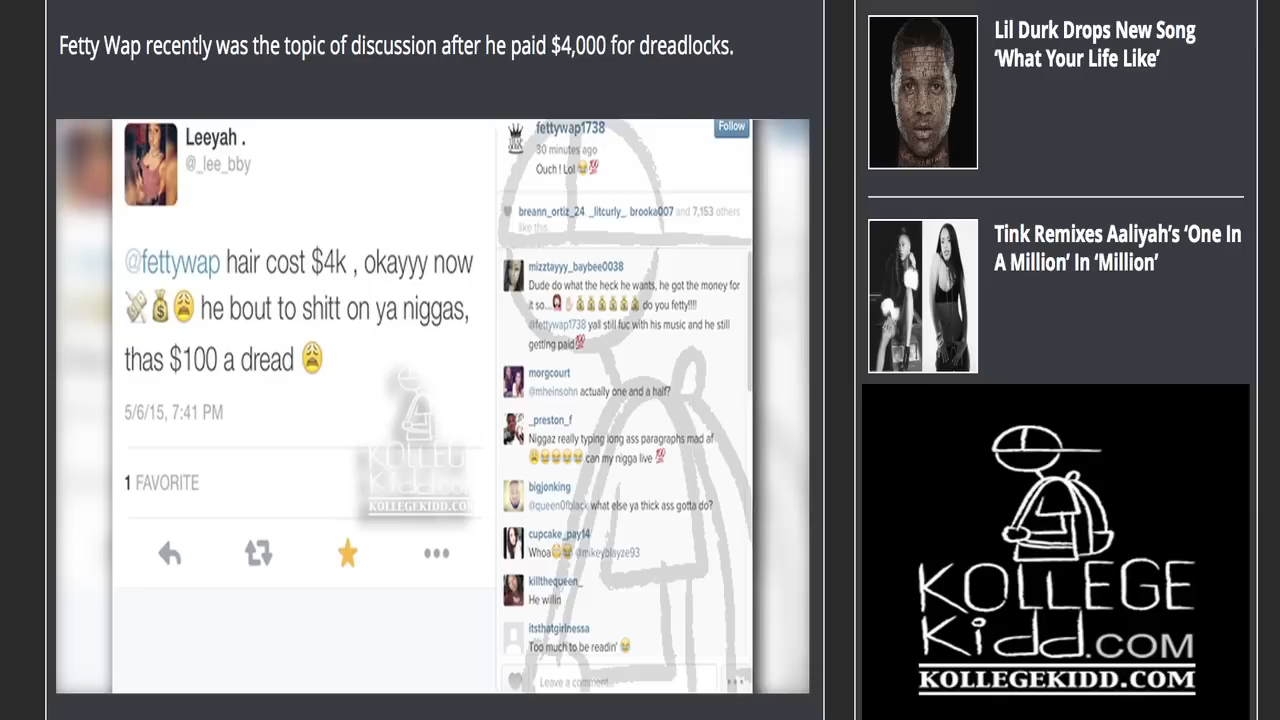 Fetty Wap recently was the topic of discussion after he paid $4,000 for dreadlocks.
Leeyah .
@_lee_bby
@fettywap hair cost $4k , okayyy now
💸💰😩 he bout to shitt on ya niggas,
thas $100 a dread 😩
5/6/15, 7:41 PM
1 FAVORITE
KOLLEGE
KOLLEGEKIDD.CO
fettywap1738
Follow
30 minutes ago
Ouch ! Lol 😂💯
breann_ortiz_24 _litcurly_ brooka007 and 7,153 others
like this.
mizztayyy_baybee0038
Dude do what the heck he wants, he got the money for
it so... do you fetty!!!!
@fettywap1738 yall still fuc with his music and he still
getting paid💯
morgcourt
@mheinsohn actually one and a half?
_preston_f
Niggaz really typing long ass paragraphs mad af
😩😂😂😂😂 can my nigga live 💯
bigjonking
@queen0fblack what else ya thick ass gotta do?
cupcake_pay14
Whoa @mikeyblayze93
killthequeen_
He willin
itsthatgirlnessa
Too much to be readin' 😂
Leave a comment...
Lil Durk Drops New Song
‘What Your Life Like’
Tink Remixes Aaliyah’s ‘One In
A Million’ In ‘Million’
KOLLEGE
Kidd.COM
KOLLEGEKIDD.COM